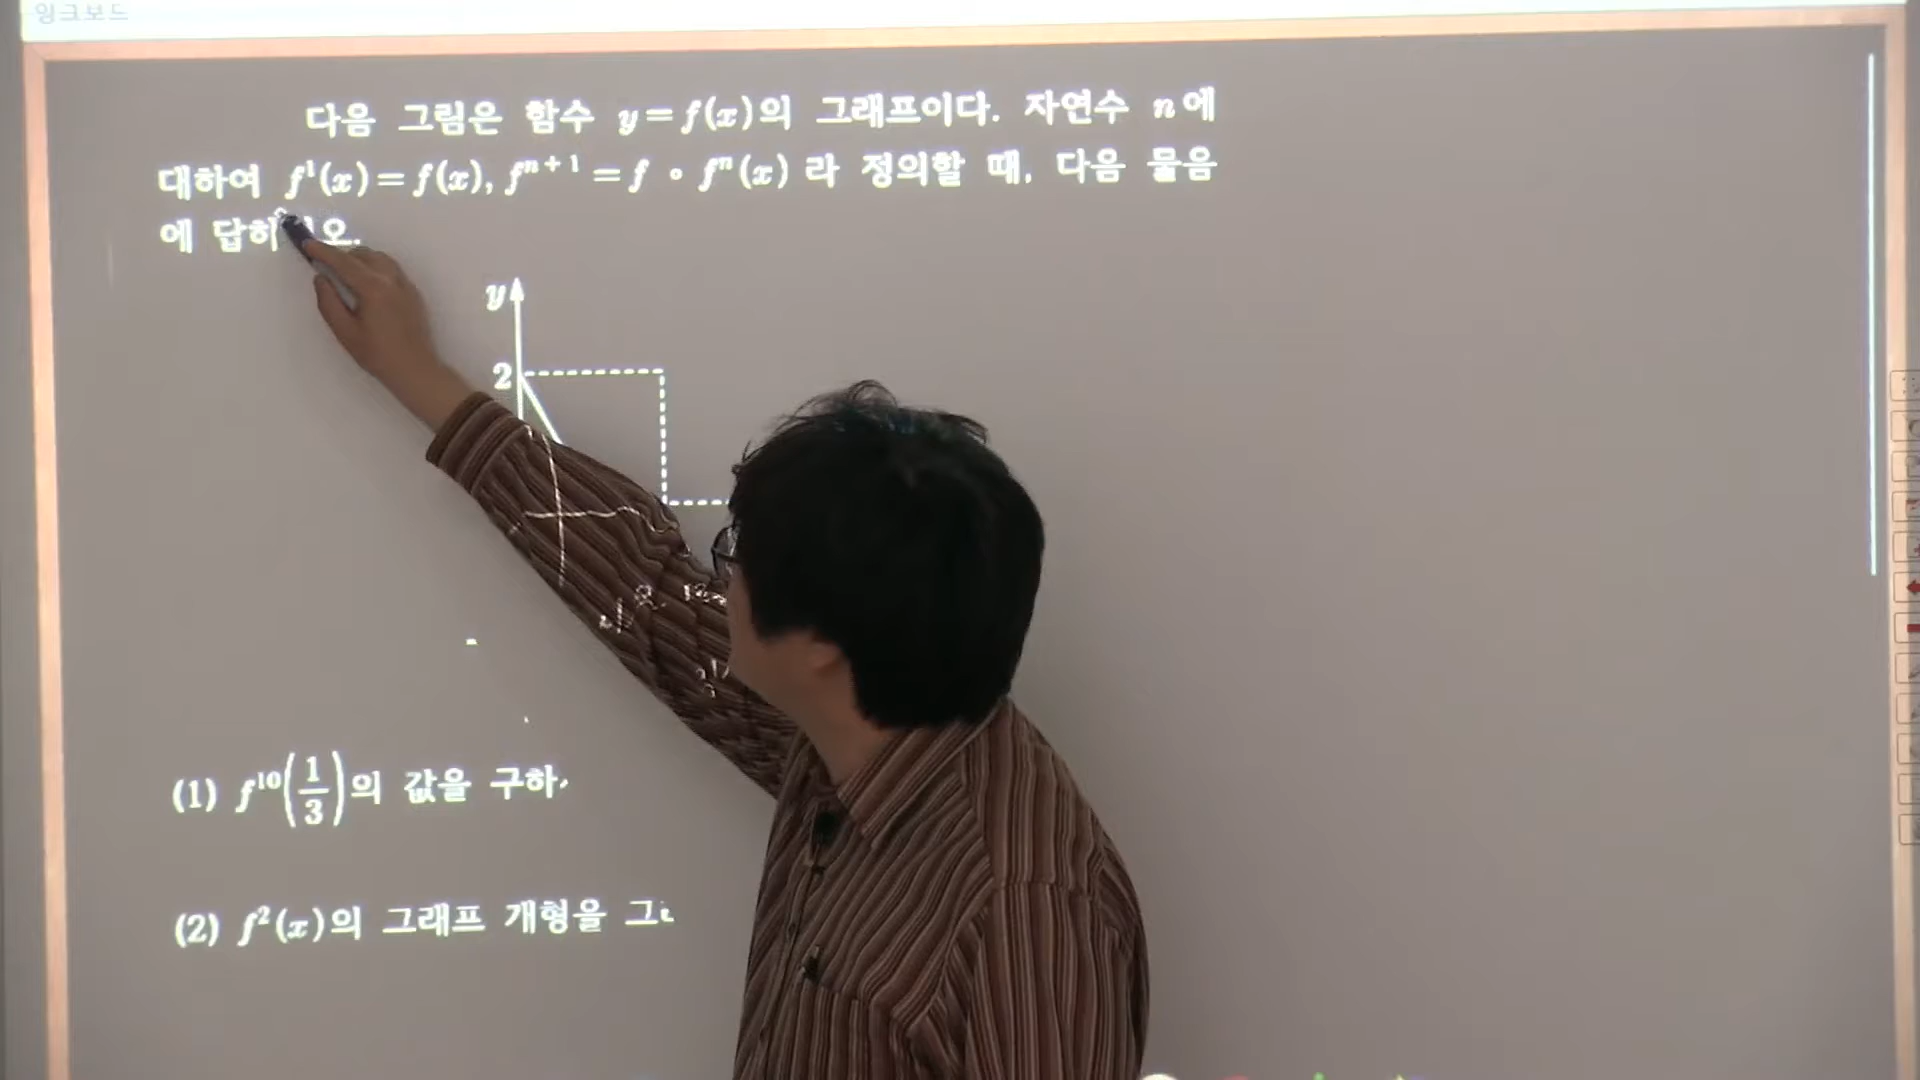 잉크보드
다음 그림은 함수 y=f(x)의 그래프이다. 자연수 n에
대하여 f¹(x)=f(x), fⁿ⁺¹=f∘fⁿ(x) 라 정의할 때, 다음 물음
에 답하 오.
y
2
(1) f¹⁰(1/3)의 값을 구하
(2) f²(x)의 그래프 개형을